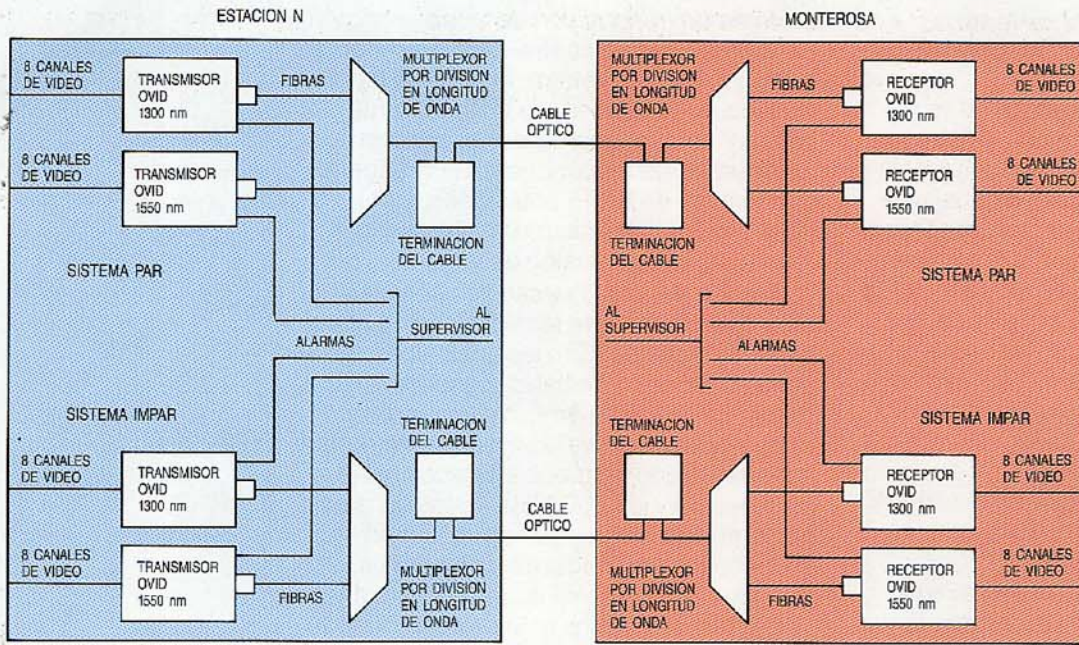 ESTACION N
MONTEROSA
8 CANALES
DE VIDEO
TRANSMISOR
OVID
1300 nm
FIBRAS
MULTIPLEXOR
POR DIVISION
EN LONGITUD
DE ONDA
8 CANALES
DE VIDEO
TRANSMISOR
OVID
1550 nm
TERMINACION
DEL CABLE
SISTEMA PAR
CABLE
OPTICO
MULTIPLEXOR
POR DIVISION
EN LONGITUD
DE ONDA
FIBRAS
RECEPTOR
OVID
1300 nm
8 CANALES
DE VIDEO
RECEPTOR
OVID
1550 nm
8 CANALES
DE VIDEO
TERMINACION
DEL CABLE
SISTEMA PAR
AL
SUPERVISOR
ALARMAS
AL
SUPERVISOR
ALARMAS
SISTEMA IMPAR
TERMINACION
DEL CABLE
8 CANALES
DE VIDEO
TRANSMISOR
OVID
1300 nm
8 CANALES
DE VIDEO
TRANSMISOR
OVID
1550 nm
FIBRAS
MULTIPLEXOR
POR DIVISION
EN LONGITUD
DE ONDA
CABLE
OPTICO
TERMINACION
DEL CABLE
SISTEMA IMPAR
RECEPTOR
OVID
1300 nm
8 CANALES
DE VIDEO
MULTIPLEXOR
POR DIVISION
EN LONGITUD
DE ONDA
FIBRAS
RECEPTOR
OVID
1550 nm
8 CANALES
DE VIDEO